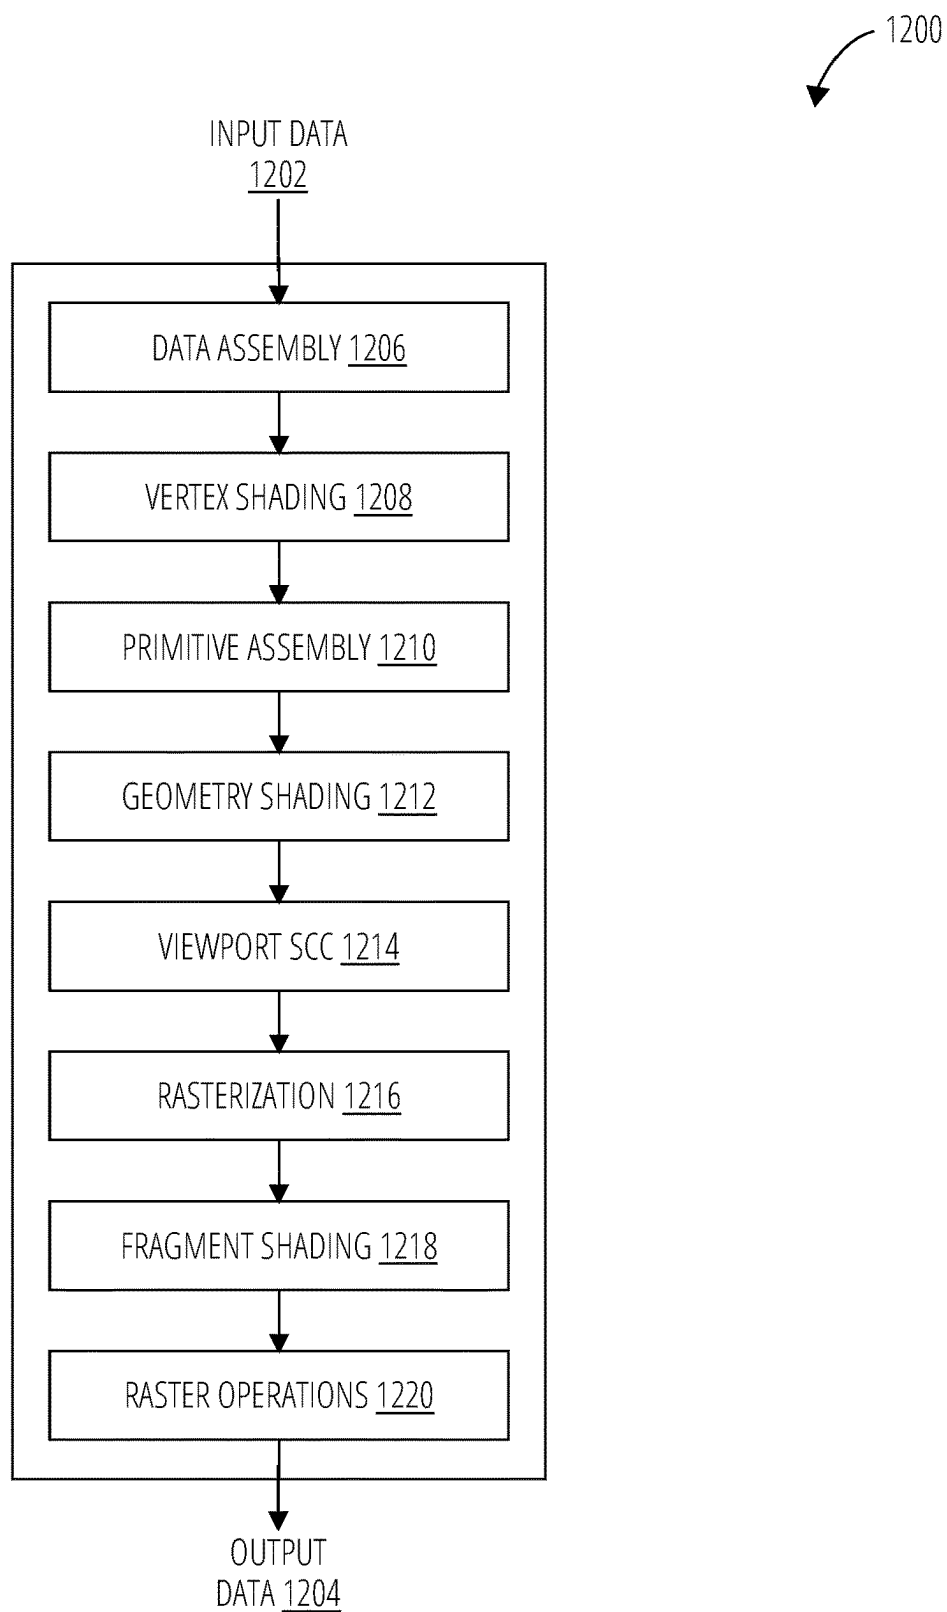 1200
INPUT DATA
1202
DATA ASSEMBLY 1206
VERTEX SHADING 1208
PRIMITIVE ASSEMBLY 1210
GEOMETRY SHADING 1212
VIEWPORT SCC 1214
RASTERIZATION 1216
FRAGMENT SHADING 1218
RASTER OPERATIONS 1220
OUTPUT
DATA 1204